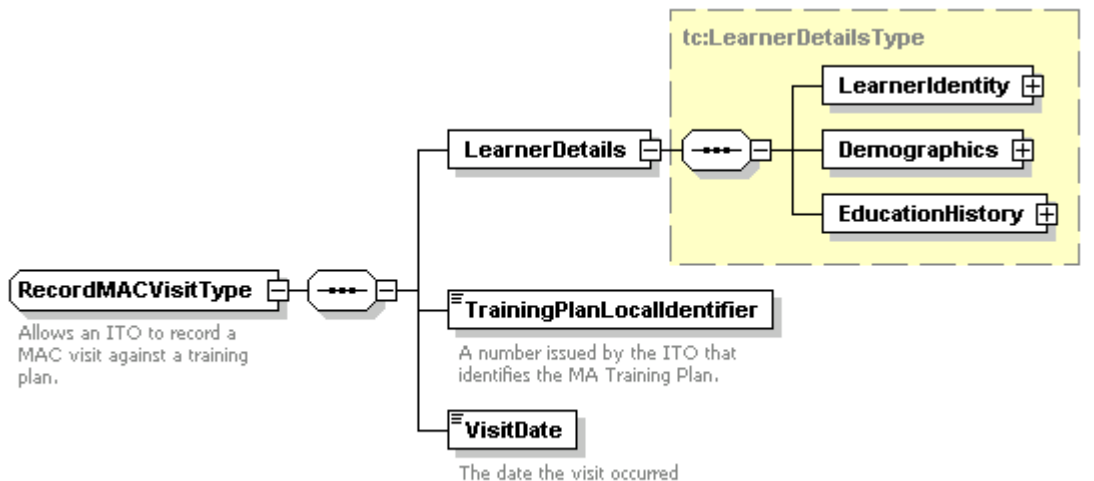 tc:LearnerDetailsType
LearnerIdentity
LearnerDetails
Demographics
EducationHistory
RecordMACVisitType
Allows an ITO to record a
MAC visit against a training
plan.
TrainingPlanLocalIdentifier
A number issued by the ITO that
identifies the MA Training Plan.
VisitDate
The date the visit occurred